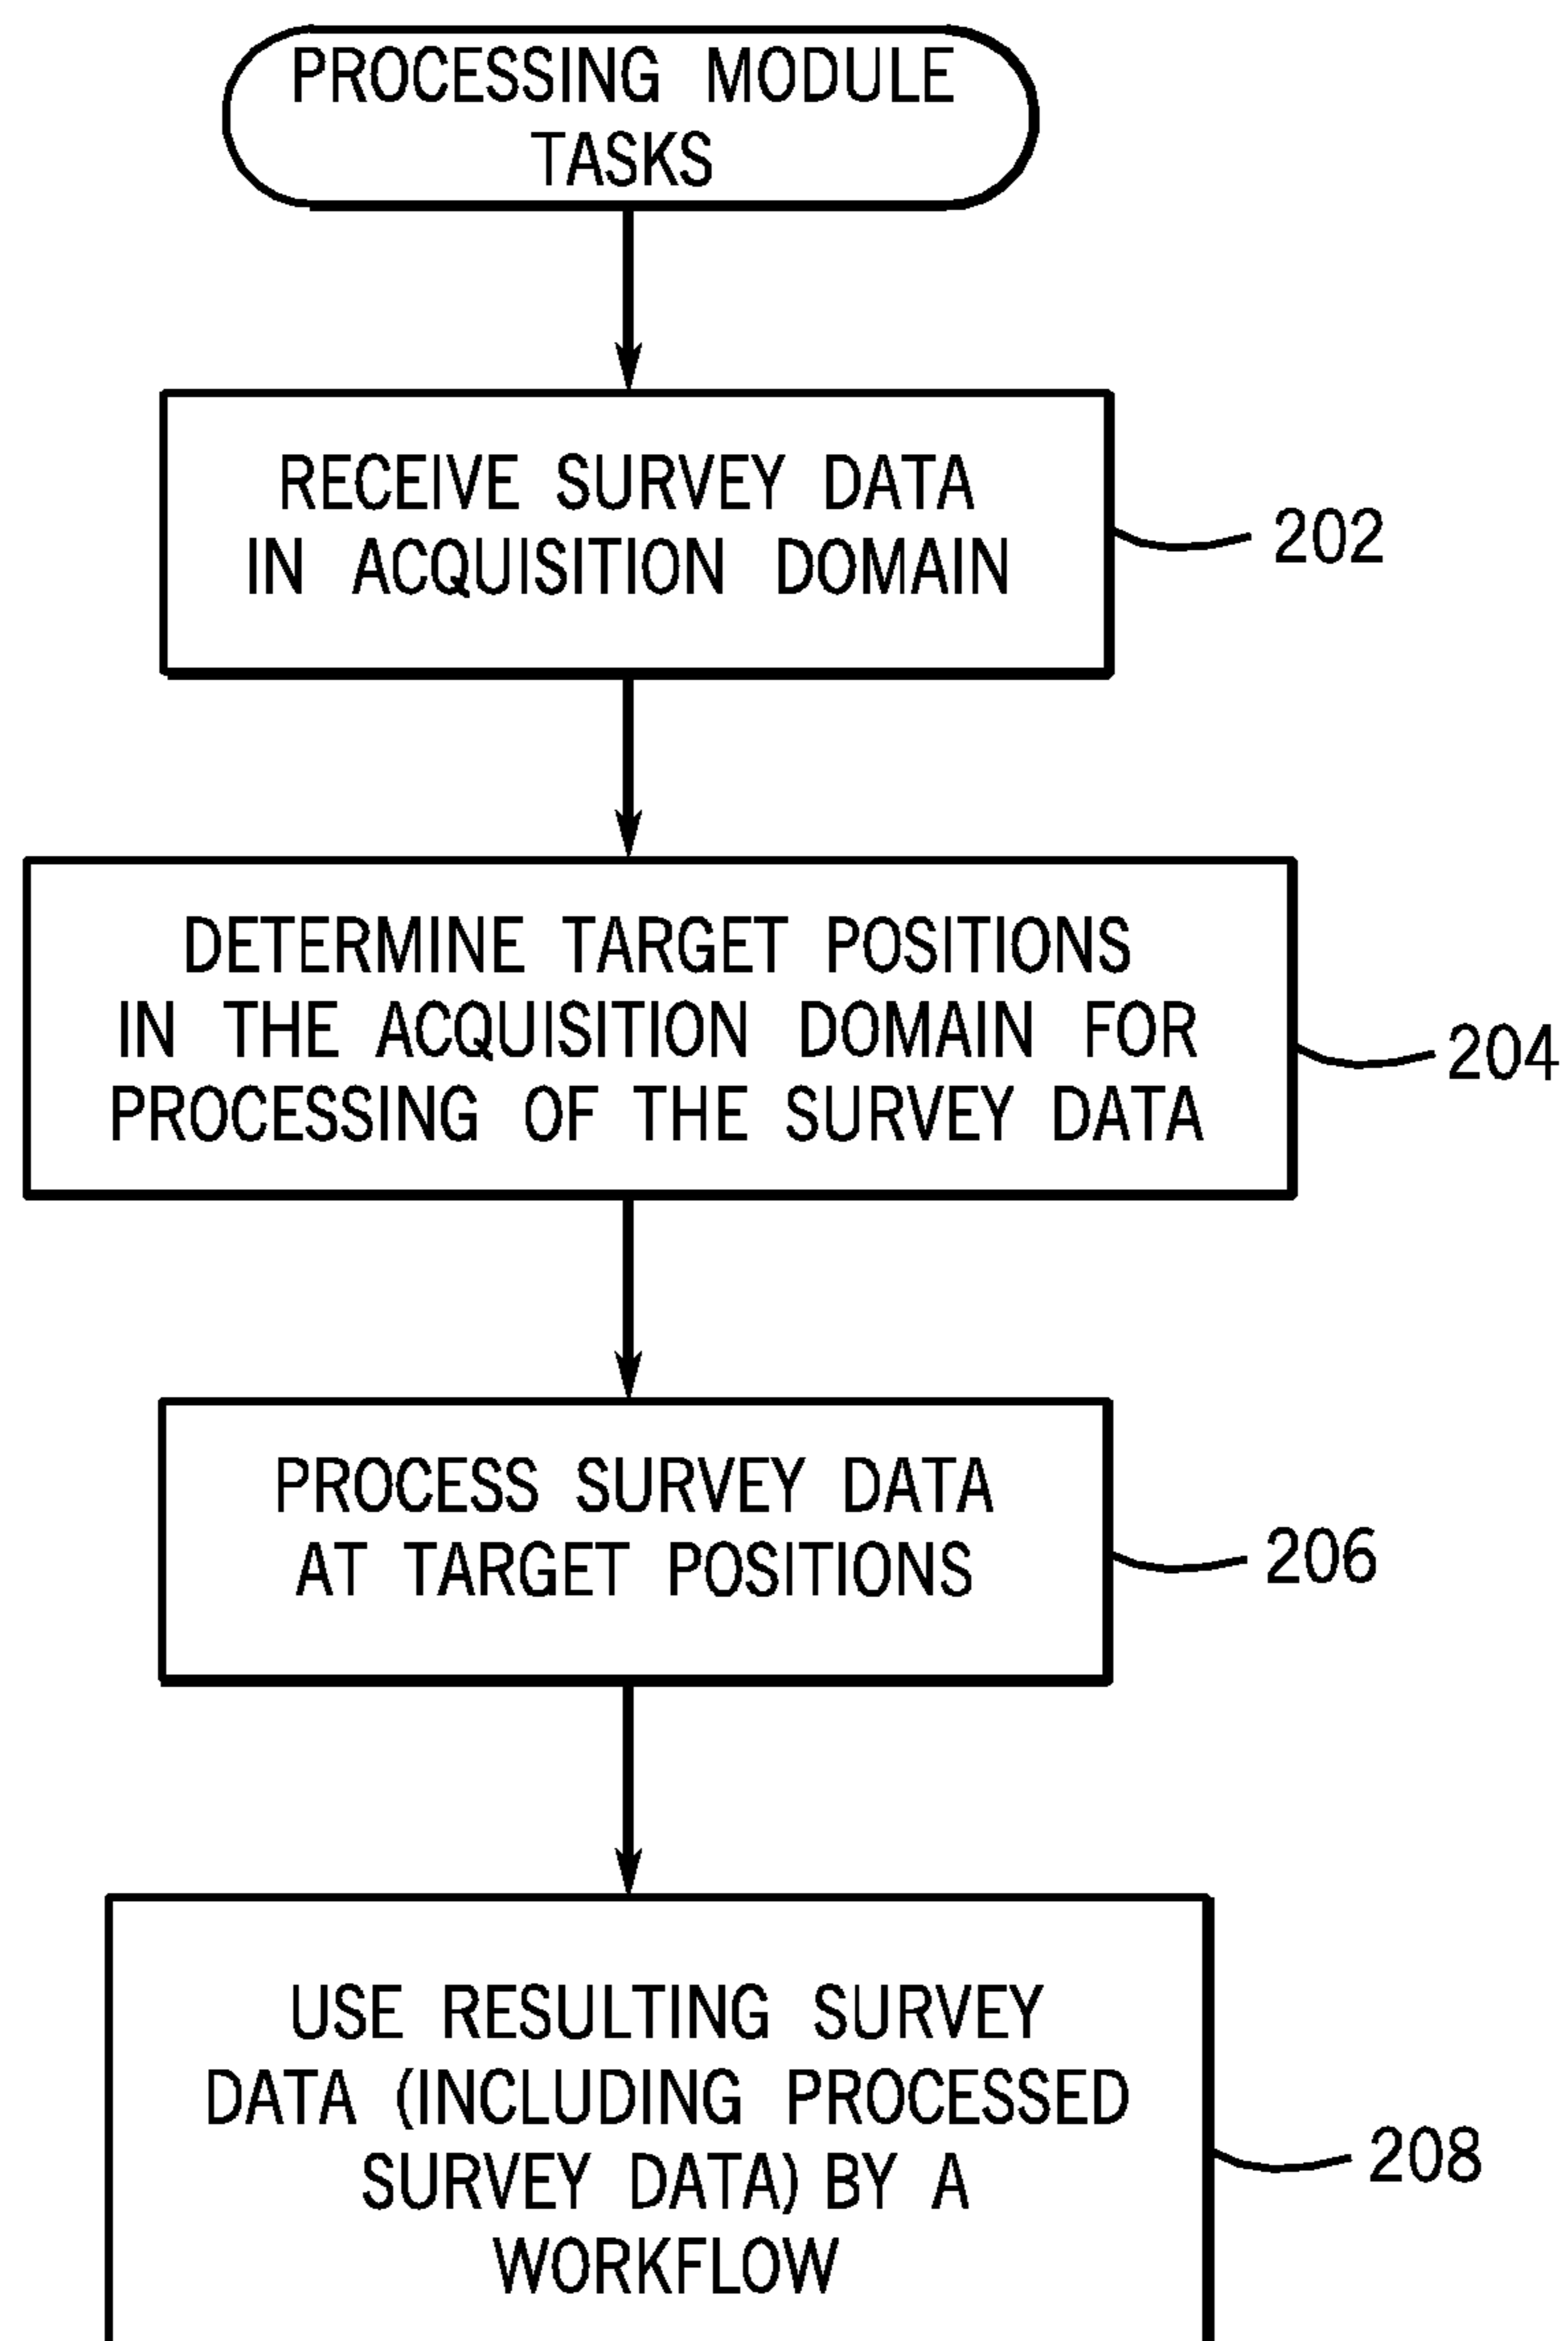 PROCESSING MODULE
TASKS
RECEIVE SURVEY DATA
IN ACQUISITION DOMAIN
202
DETERMINE TARGET POSITIONS
IN THE ACQUISITION DOMAIN FOR
PROCESSING OF THE SURVEY DATA
204
PROCESS SURVEY DATA
AT TARGET POSITIONS
206
USE RESULTING SURVEY
DATA (INCLUDING PROCESSED
SURVEY DATA) BY A
WORKFLOW
208